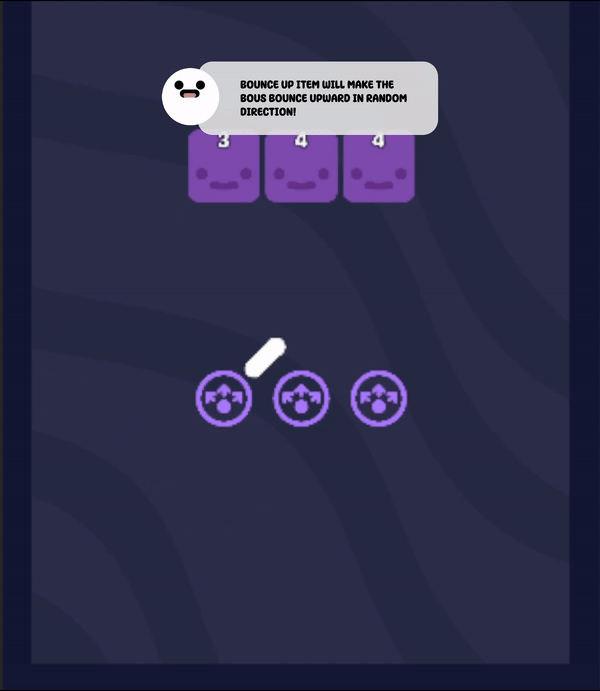 BOUNCE UP ITEM WILL MAKE THE
BOUS BOUNCE UPWARD IN RANDOM
DIRECTION!
3 4 4